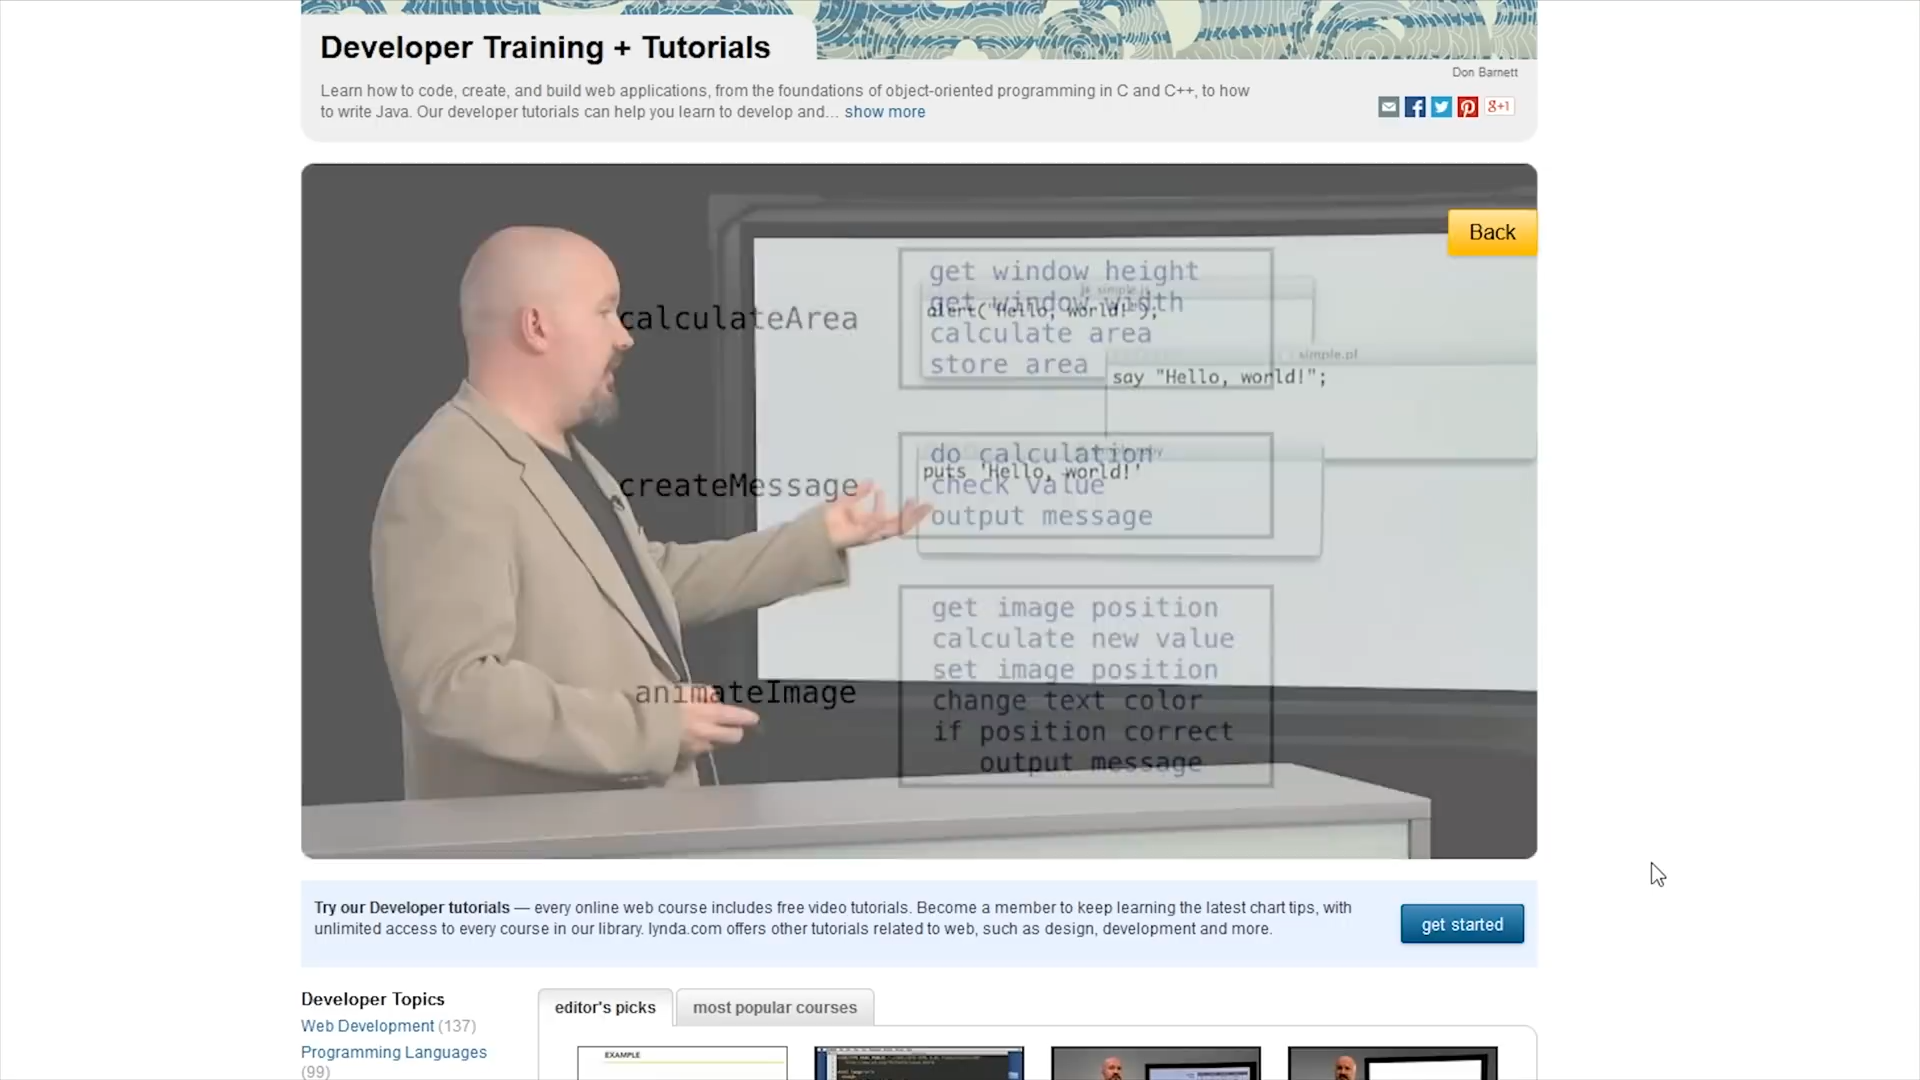 Developer Training + Tutorials
Don Barnett
Learn how to code, create, and build web applications, from the foundations of object-oriented programming in C and C++, to how
to write Java. Our developer tutorials can help you learn to develop and... show more
g+1
Back
get window height
get window width
calculate area
store area
calculateArea
js simple.js
alert("Hello, world!");
simple.pl
say "Hello, world!";
do calculation
check value
output message
createMessage
puts 'Hello, world!'
get image position
calculate new value
set image position
change text color
if position correct
output message
animateImage
Try our Developer tutorials — every online web course includes free video tutorials. Become a member to keep learning the latest chart tips, with
unlimited access to every course in our library. lynda.com offers other tutorials related to web, such as design, development and more.
get started
Developer Topics
Web Development (137)
Programming Languages
(99)
editor's picks
most popular courses
EXAMPLE